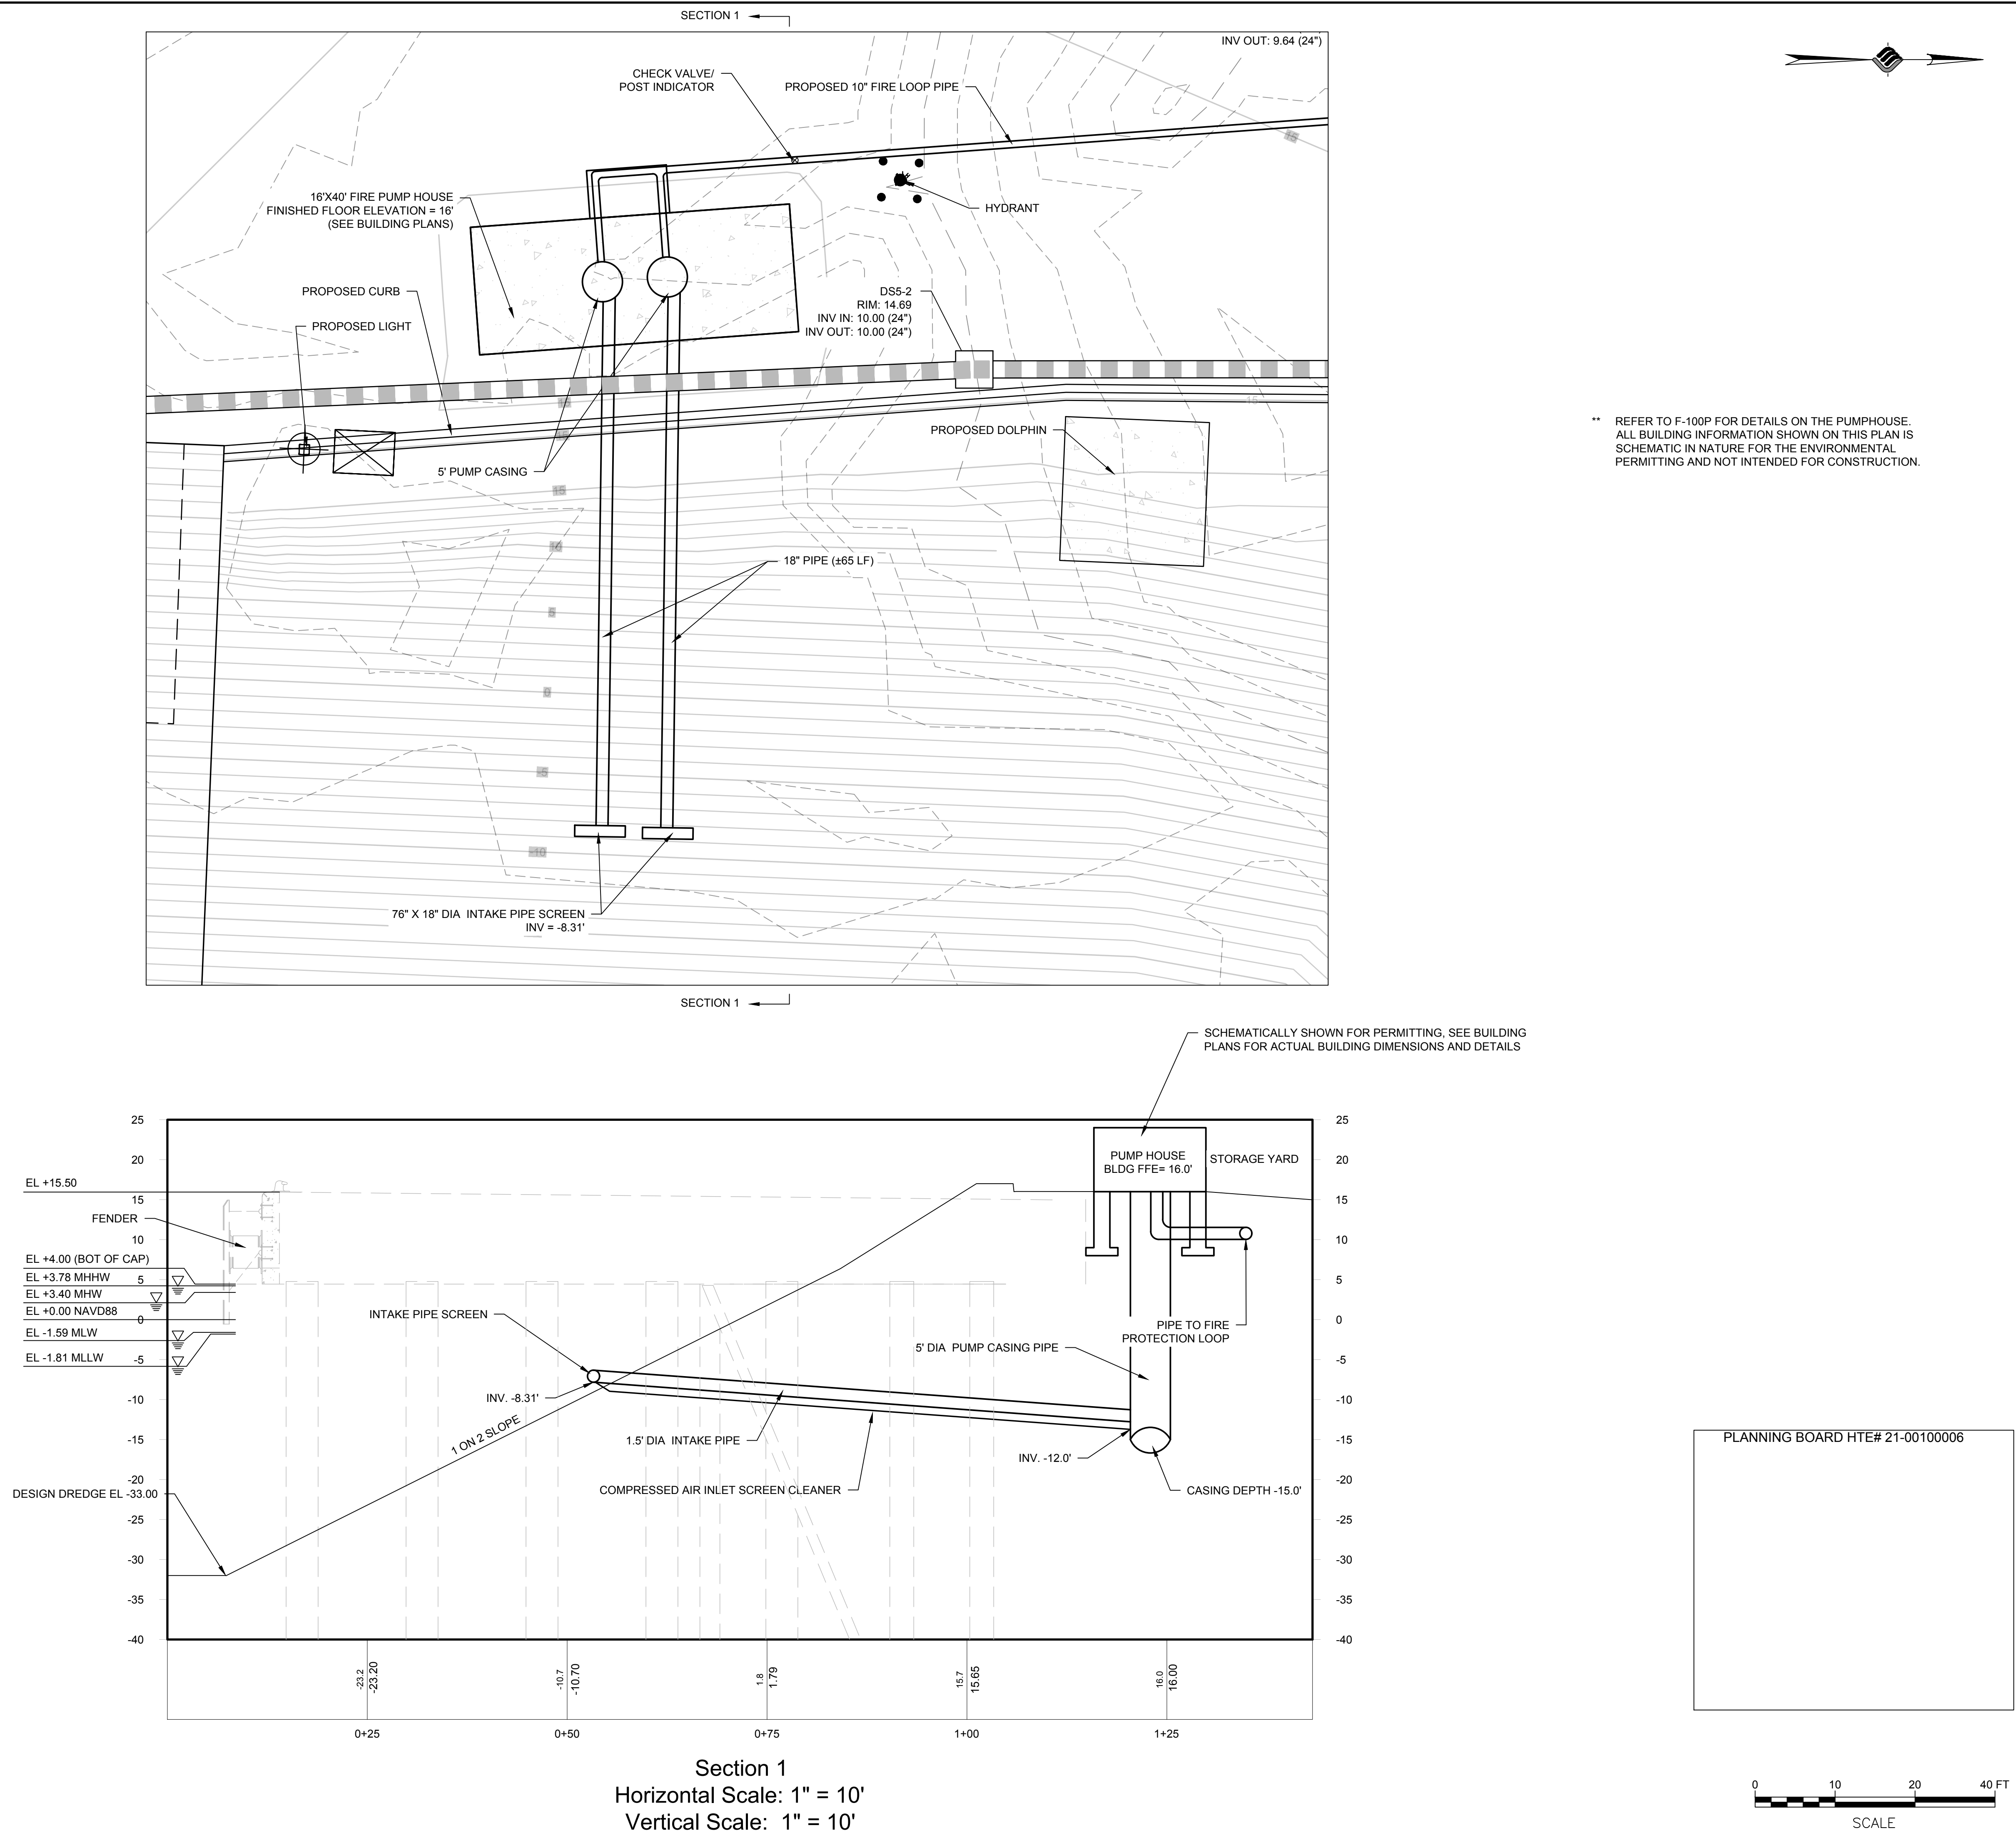 SECTION 1
INV OUT: 9.64 (24")
CHECK VALVE/
POST INDICATOR
PROPOSED 10" FIRE LOOP PIPE
16'X40' FIRE PUMP HOUSE
FINISHED FLOOR ELEVATION = 16'
(SEE BUILDING PLANS)
HYDRANT
PROPOSED CURB
PROPOSED LIGHT
DS5-2
RIM: 14.69
INV IN: 10.00 (24")
INV OUT: 10.00 (24")
15
PROPOSED DOLPHIN
5' PUMP CASING
15
18" PIPE (±65 LF)
5
0
-5
-10
76" X 18" DIA INTAKE PIPE SCREEN
INV = -8.31'
SECTION 1
** REFER TO F-100P FOR DETAILS ON THE PUMPHOUSE.
ALL BUILDING INFORMATION SHOWN ON THIS PLAN IS
SCHEMATIC IN NATURE FOR THE ENVIRONMENTAL
PERMITTING AND NOT INTENDED FOR CONSTRUCTION.
SCHEMATICALLY SHOWN FOR PERMITTING, SEE BUILDING
PLANS FOR ACTUAL BUILDING DIMENSIONS AND DETAILS
25
20
15
10
5
0
-5
-10
-15
-20
-25
-30
-35
-40
EL +15.50
FENDER
EL +4.00 (BOT OF CAP)
EL +3.78 MHHW
EL +3.40 MHW
EL +0.00 NAVD88
EL -1.59 MLW
EL -1.81 MLLW
DESIGN DREDGE EL -33.00
PUMP HOUSE
BLDG FFE= 16.0'
STORAGE YARD
INTAKE PIPE SCREEN
PIPE TO FIRE
PROTECTION LOOP
5' DIA PUMP CASING PIPE
INV. -8.31'
1 ON 2 SLOPE
1.5' DIA INTAKE PIPE
INV. -12.0'
COMPRESSED AIR INLET SCREEN CLEANER
CASING DEPTH -15.0'
25
20
15
10
5
0
-5
-10
-15
-20
-25
-30
-35
-40
-23.2
-23.20
-10.7
-10.70
1.8
1.79
15.7
15.65
16.0
16.00
0+25
0+50
0+75
1+00
1+25
Section 1
Horizontal Scale: 1" = 10'
Vertical Scale: 1" = 10'
PLANNING BOARD HTE# 21-00100006
0 10 20 40 FT
SCALE